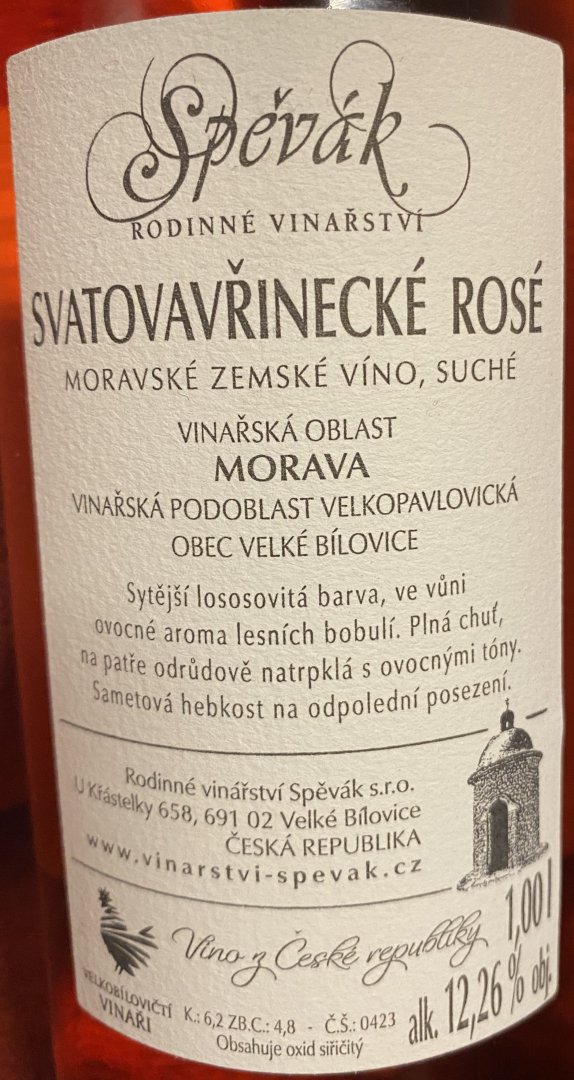 Spěvák
RODINNÉ VINAŘSTVÍ
SVATOVAVŘINECKÉ ROSÉ
MORAVSKÉ ZEMSKÉ VÍNO, SUCHÉ
VINAŘSKÁ OBLAST
MORAVA
VINAŘSKÁ PODOBLAST VELKOPAVLOVICKÁ
OBEC VELKÉ BÍLOVICE
Sytější lososovitá barva, ve vůni
ovocné aroma lesních bobulí. Plná chuť,
na patře odrůdově natrpklá s ovocnými tóny.
Sametová hebkost na odpolední posezení.
Rodinné vinářství Spěvák s.r.o.
U Křástelky 658, 691 02 Velké Bílovice
ČESKÁ REPUBLIKA
www.vinarstvi-spevak.cz
Víno z České republiky
1,00 l
VELKOBÍLOVIČTÍ
VINAŘI
K.: 6,2 ZB.C.: 4,8 - Č.Š.: 0423
Obsahuje oxid siřičitý
alk. 12,26 % obj.